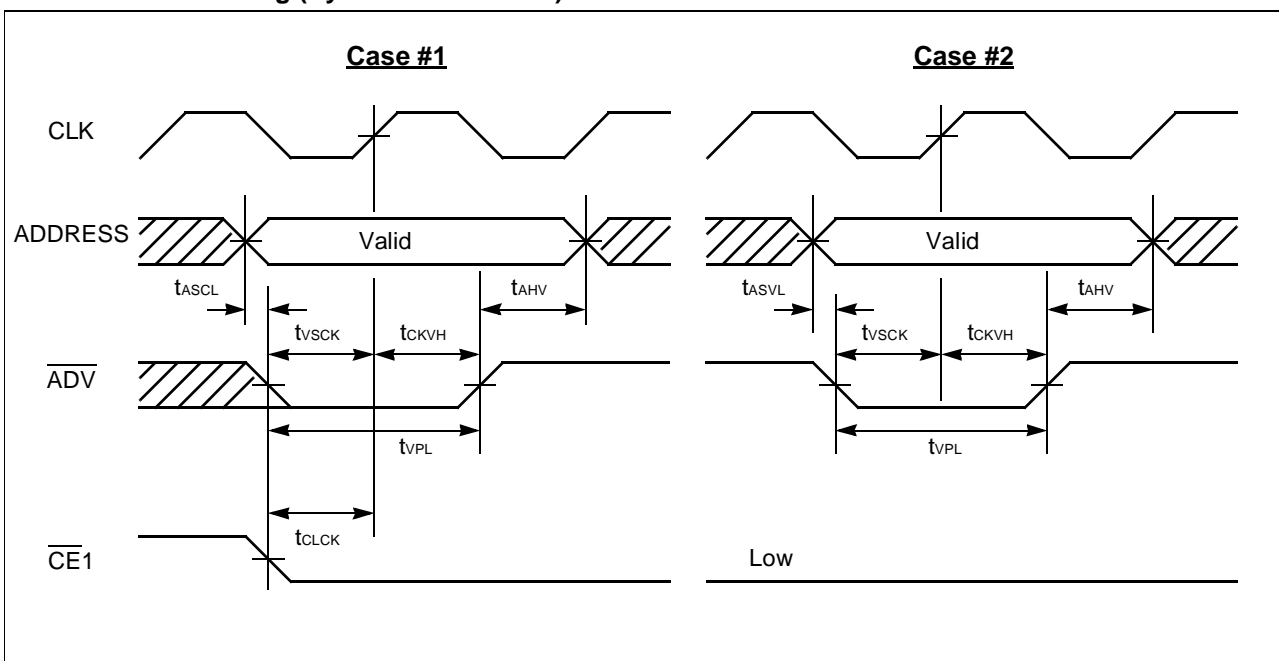 Case #1
Case #2
CLK
ADDRESS
Valid
Valid
tASCL
tAHV
tASVL
tAHV
tVSCK
tCKVH
tVSCK
tCKVH
ADV
tVPL
tVPL
tCLCK
CE1
Low